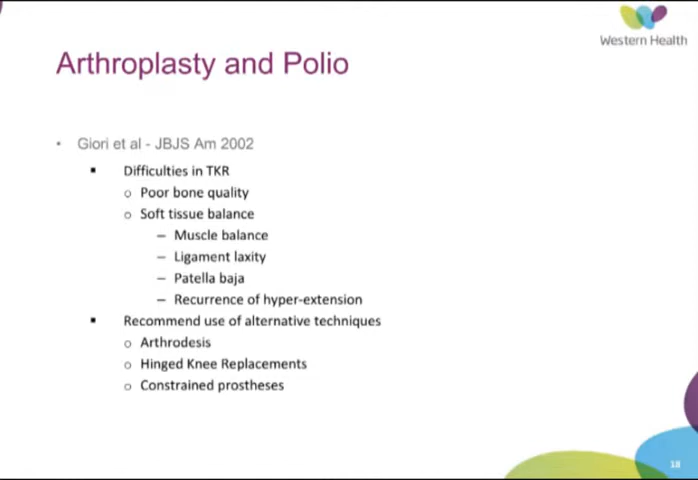 Western Health
Arthroplasty and Polio
• Giori et al - JBJS Am 2002
▪ Difficulties in TKR
o Poor bone quality
o Soft tissue balance
– Muscle balance
– Ligament laxity
– Patella baja
– Recurrence of hyper-extension
▪ Recommend use of alternative techniques
o Arthrodesis
o Hinged Knee Replacements
o Constrained prostheses
18